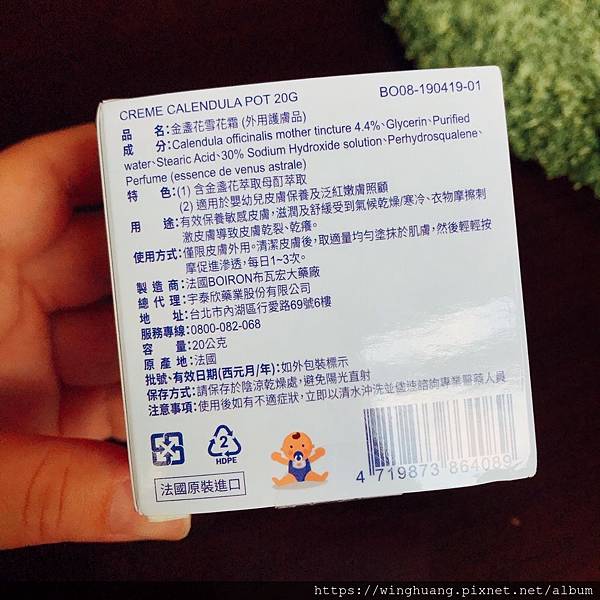 CREME CALENDULA POT 20G
BO08-190419-01
品　　名:金盞花雪花霜 (外用護膚品)
成　　分:Calendula officinalis mother tincture 4.4%、Glycerin、Purified
water、Stearic Acid、30% Sodium Hydroxide solution、Perhydrosqualene、
Perfume (essence de venus astrale)
特　　色:(1) 含金盞花萃取母酊萃取
(2) 適用於嬰幼兒皮膚保養及泛紅嫩膚照顧
用　　途:有效保養敏感皮膚，滋潤及舒緩受到氣候乾燥/寒冷、衣物摩擦刺
激皮膚導致皮膚乾裂、乾癢。
使用方式:僅限皮膚外用。清潔皮膚後，取適量均勻塗抹於肌膚，然後輕輕按
摩促進滲透，每日1~3次。
製 造 商:法國BOIRON布瓦宏大藥廠
總 代 理:宇泰欣藥業股份有限公司
地　　址:台北市內湖區行愛路69號6樓
服務專線:0800-082-068
容　　量:20公克
原 產 地:法國
批號、有效日期(西元月/年):如外包裝標示
保存方式:請保存於陰涼乾燥處，避免陽光直射
注意事項:使用後如有不適症狀，立即以清水沖洗並儘速諮詢專業醫藥人員
2
HDPE
法國原裝進口
4 719873 864089
https://winghuang.pixnet.net/album